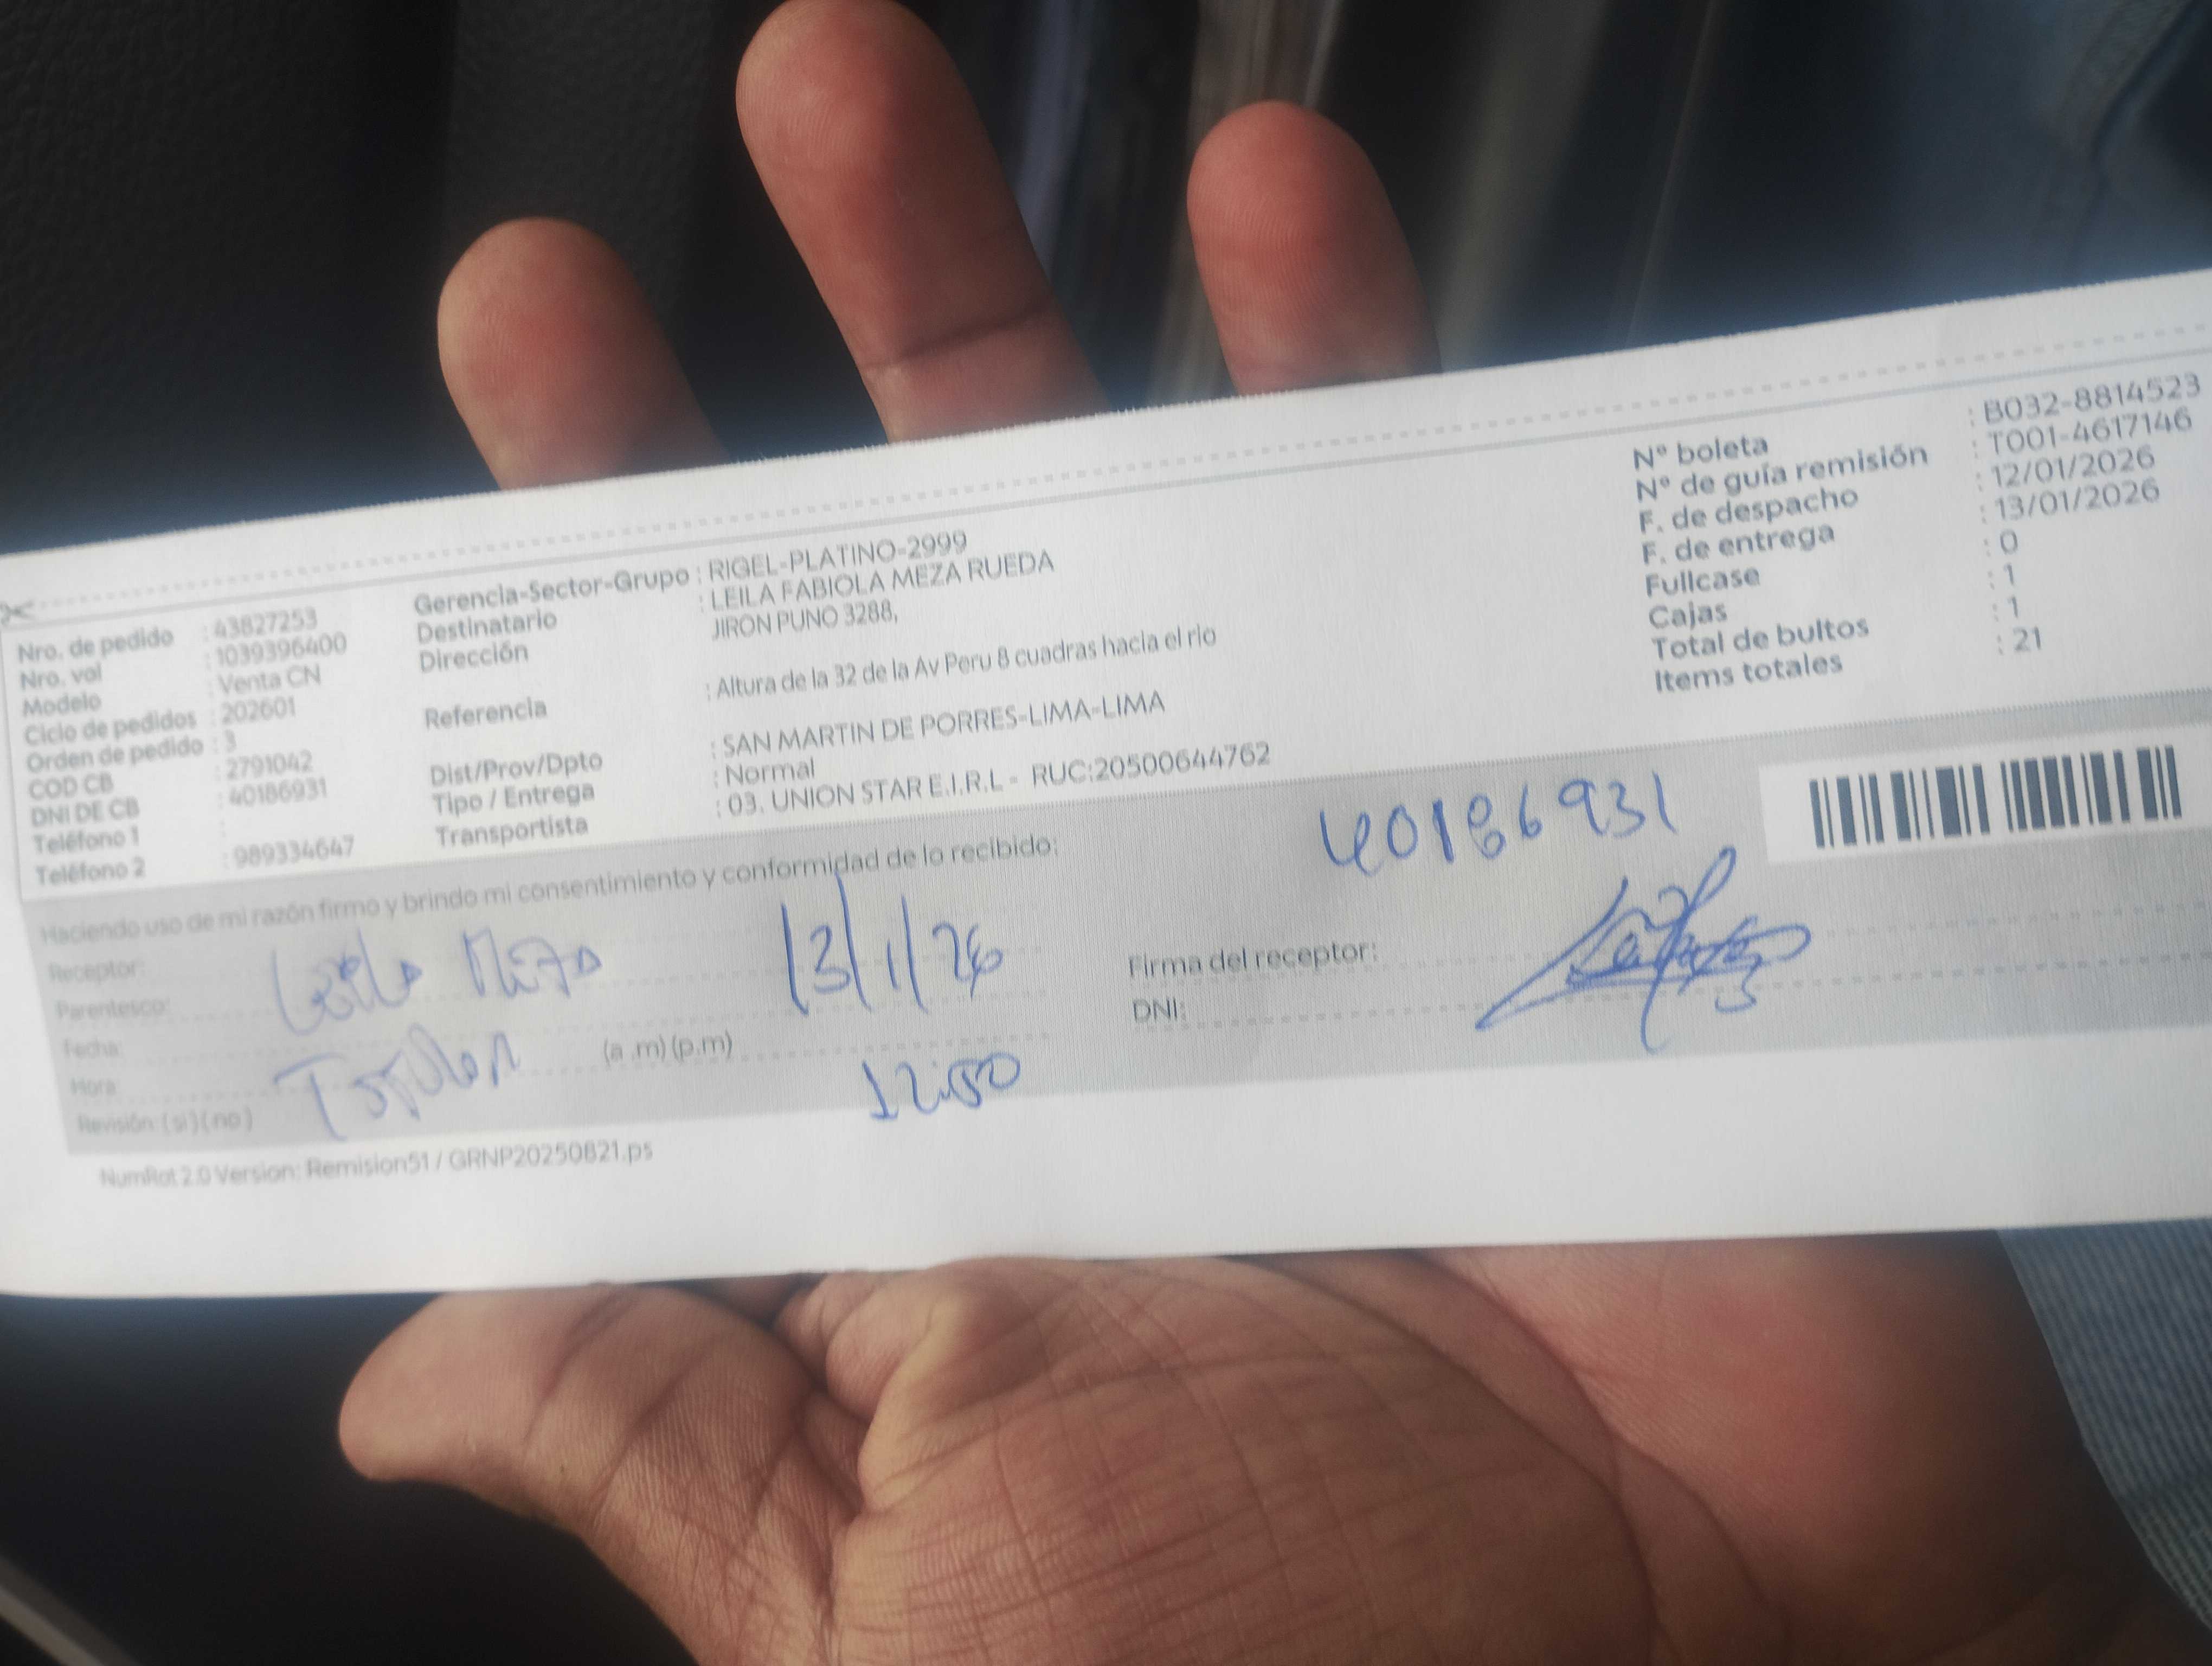 Nro. de pedido : 43827253
Nro. vol : 1039396400
Modelo : Venta CN
Ciclo de pedidos : 202601
Orden de pedido : 3
COD CB : 2791042
DNI DE CB : 40186931
Teléfono 1 :
Teléfono 2 : 989334647
Gerencia-Sector-Grupo : RIGEL-PLATINO-2999
Destinatario : LEILA FABIOLA MEZA RUEDA
Dirección JIRON PUNO 3288,
Referencia : Altura de la 32 de la Av Peru 8 cuadras hacia el rio
Dist/Prov/Dpto : SAN MARTIN DE PORRES-LIMA-LIMA
Tipo / Entrega : Normal
Transportista : 03. UNION STAR E.I.R.L - RUC:20500644762
Nº boleta : B032-8814523
Nº de guía remisión : T001-4617146
F. de despacho : 12/01/2026
F. de entrega : 13/01/2026
Fullcase : 0
Cajas : 1
Total de bultos : 1
Items totales : 21
Haciendo uso de mi razón firmo y brindo mi consentimiento y conformidad de lo recibido:
40186931
Receptor:
Parentesco: 13/1/26
Fecha:
Hora (a .m) (p.m) 12:50
Revisión: (si) (no)
Firma del receptor:
DNI:
NumRot 2.0 Version: Remision51 / GRNP20250821.ps